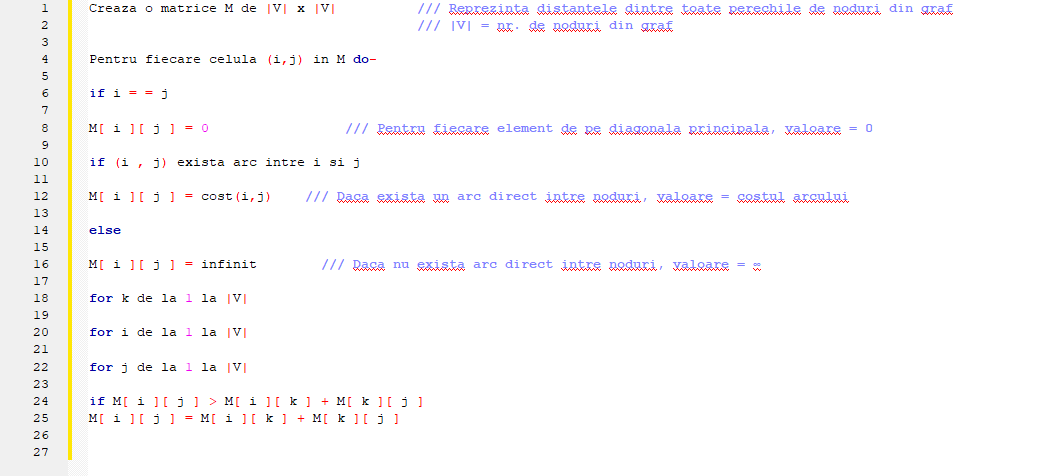 1 Creaza o matrice M de |V| x |V| /// Reprezinta distantele dintre toate perechile de noduri din graf
2 /// |V| = nr. de noduri din graf
3
4 Pentru fiecare celula (i,j) in M do-
5
6 if i = = j
7
8 M[ i ][ j ] = 0 /// Pentru fiecare element de pe diagonala principala, valoare = 0
9
10 if (i , j) exista arc intre i si j
11
12 M[ i ][ j ] = cost(i,j) /// Daca exista un arc direct intre noduri, valoare = costul arcului
13
14 else
15
16 M[ i ][ j ] = infinit /// Daca nu exista arc direct intre noduri, valoare = ∞
17
18 for k de la 1 la |V|
19
20 for i de la 1 la |V|
21
22 for j de la 1 la |V|
23
24 if M[ i ][ j ] > M[ i ][ k ] + M[ k ][ j ]
25 M[ i ][ j ] = M[ i ][ k ] + M[ k ][ j ]
26
27